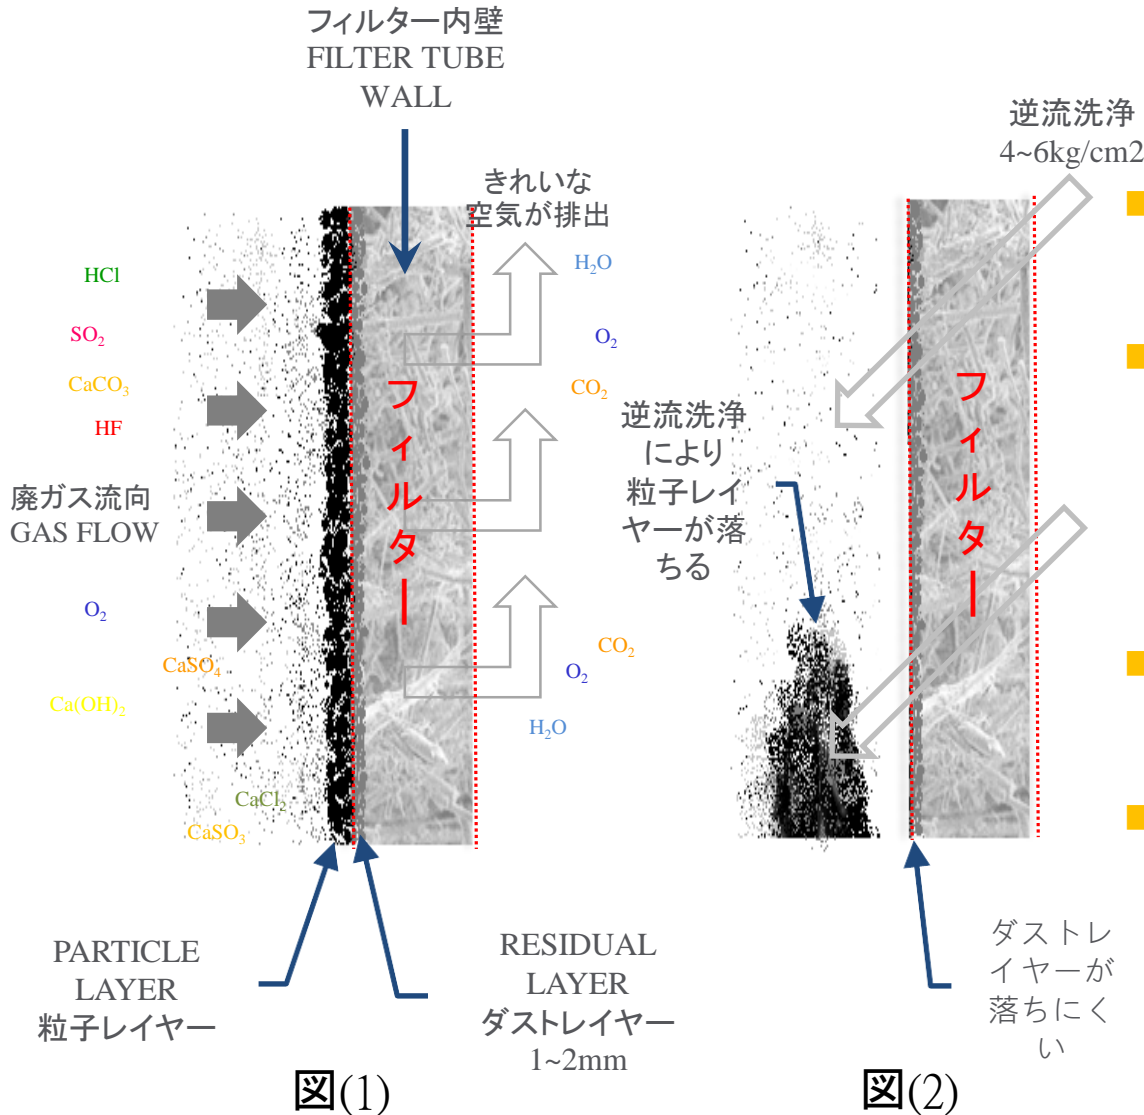 フィルター内壁
FILTER TUBE
WALL
きれいな
空気が排出
HCl
SO₂
CaCO₃
HF
廃ガス流向
GAS FLOW
O₂
CaSO₄
Ca(OH)₂
CaCl₂
CaSO₃
フィルター
H₂O
O₂
CO₂
CO₂
O₂
H₂O
PARTICLE
LAYER
粒子レイヤー
RESIDUAL
LAYER
ダストレイヤー
1~2mm
図(1)
逆流洗浄
4~6kg/cm2
逆流洗浄
により
粒子レイ
ヤーが落
ちる
フィルター
ダストレ
イヤーが
落ちにく
い
図(2)